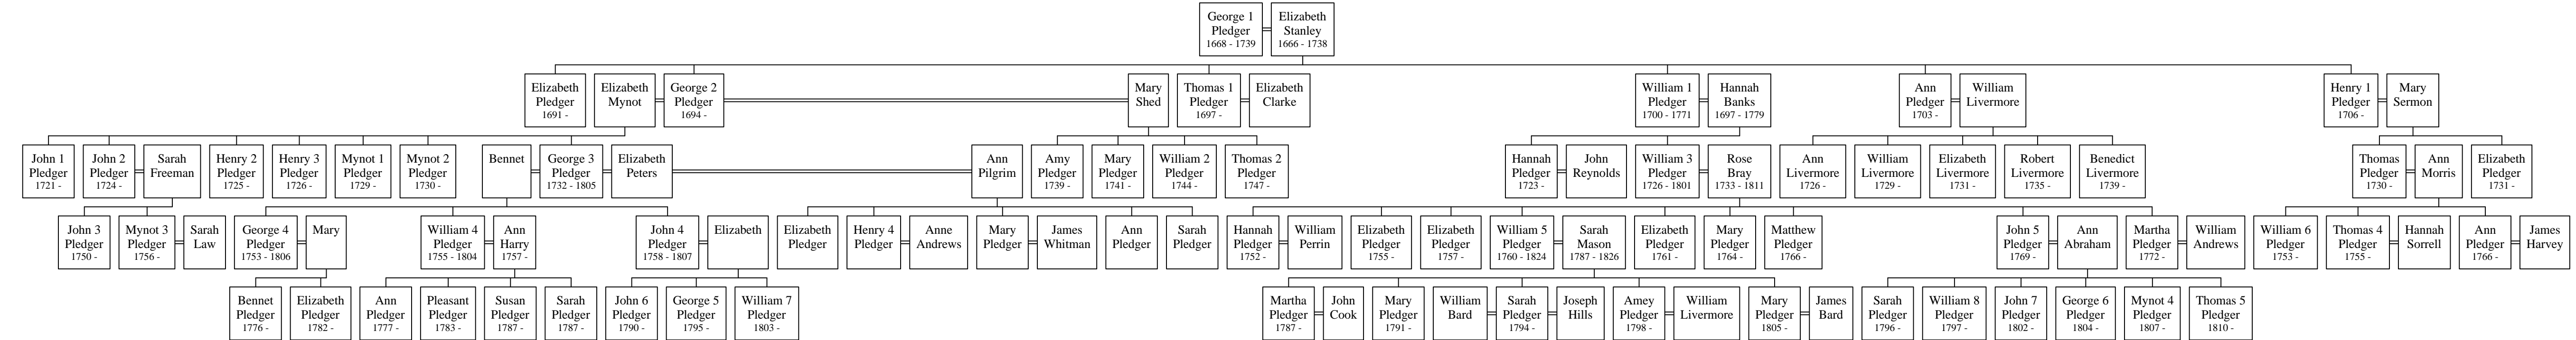 George 1
Pledger
1668 - 1739
Elizabeth
Stanley
1666 - 1738
Elizabeth
Pledger
1691 -
Elizabeth
Mynot
George 2
Pledger
1694 -
Mary
Shed
Thomas 1
Pledger
1697 -
Elizabeth
Clarke
William 1
Pledger
1700 - 1771
Hannah
Banks
1697 - 1779
Ann
Pledger
1703 -
William
Livermore
Henry 1
Pledger
1706 -
Mary
Sermon
John 1
Pledger
1721 -
John 2
Pledger
1724 -
Sarah
Freeman
Henry 2
Pledger
1725 -
Henry 3
Pledger
1726 -
Mynot 1
Pledger
1729 -
Mynot 2
Pledger
1730 -
Bennet
George 3
Pledger
1732 - 1805
Elizabeth
Peters
Ann
Pilgrim
Amy
Pledger
1739 -
Mary
Pledger
1741 -
William 2
Pledger
1744 -
Thomas 2
Pledger
1747 -
Hannah
Pledger
1723 -
John
Reynolds
William 3
Pledger
1726 - 1801
Rose
Bray
1733 - 1811
Ann
Livermore
1726 -
William
Livermore
1729 -
Elizabeth
Livermore
1731 -
Robert
Livermore
1735 -
Benedict
Livermore
1739 -
Thomas
Pledger
1730 -
Ann
Morris
Elizabeth
Pledger
1731 -
John 3
Pledger
1750 -
Mynot 3
Pledger
1756 -
Sarah
Law
George 4
Pledger
1753 - 1806
Mary
William 4
Pledger
1755 - 1804
Ann
Harry
1757 -
John 4
Pledger
1758 - 1807
Elizabeth
Elizabeth
Pledger
Henry 4
Pledger
Anne
Andrews
Mary
Pledger
James
Whitman
Ann
Pledger
Sarah
Pledger
Hannah
Pledger
1752 -
William
Perrin
Elizabeth
Pledger
1755 -
Elizabeth
Pledger
1757 -
William 5
Pledger
1760 - 1824
Sarah
Mason
1787 - 1826
Elizabeth
Pledger
1761 -
Mary
Pledger
1764 -
Matthew
Pledger
1766 -
John 5
Pledger
1769 -
Ann
Abraham
Martha
Pledger
1772 -
William
Andrews
William 6
Pledger
1753 -
Thomas 4
Pledger
1755 -
Hannah
Sorrell
Ann
Pledger
1766 -
James
Harvey
Bennet
Pledger
1776 -
Elizabeth
Pledger
1782 -
Ann
Pledger
1777 -
Pleasant
Pledger
1783 -
Susan
Pledger
1787 -
Sarah
Pledger
1787 -
John 6
Pledger
1790 -
George 5
Pledger
1795 -
William 7
Pledger
1803 -
Martha
Pledger
1787 -
John
Cook
Mary
Pledger
1791 -
William
Bard
Sarah
Pledger
1794 -
Joseph
Hills
Amey
Pledger
1798 -
William
Livermore
Mary
Pledger
1805 -
James
Bard
Sarah
Pledger
1796 -
William 8
Pledger
1797 -
John 7
Pledger
1802 -
George 6
Pledger
1804 -
Mynot 4
Pledger
1807 -
Thomas 5
Pledger
1810 -